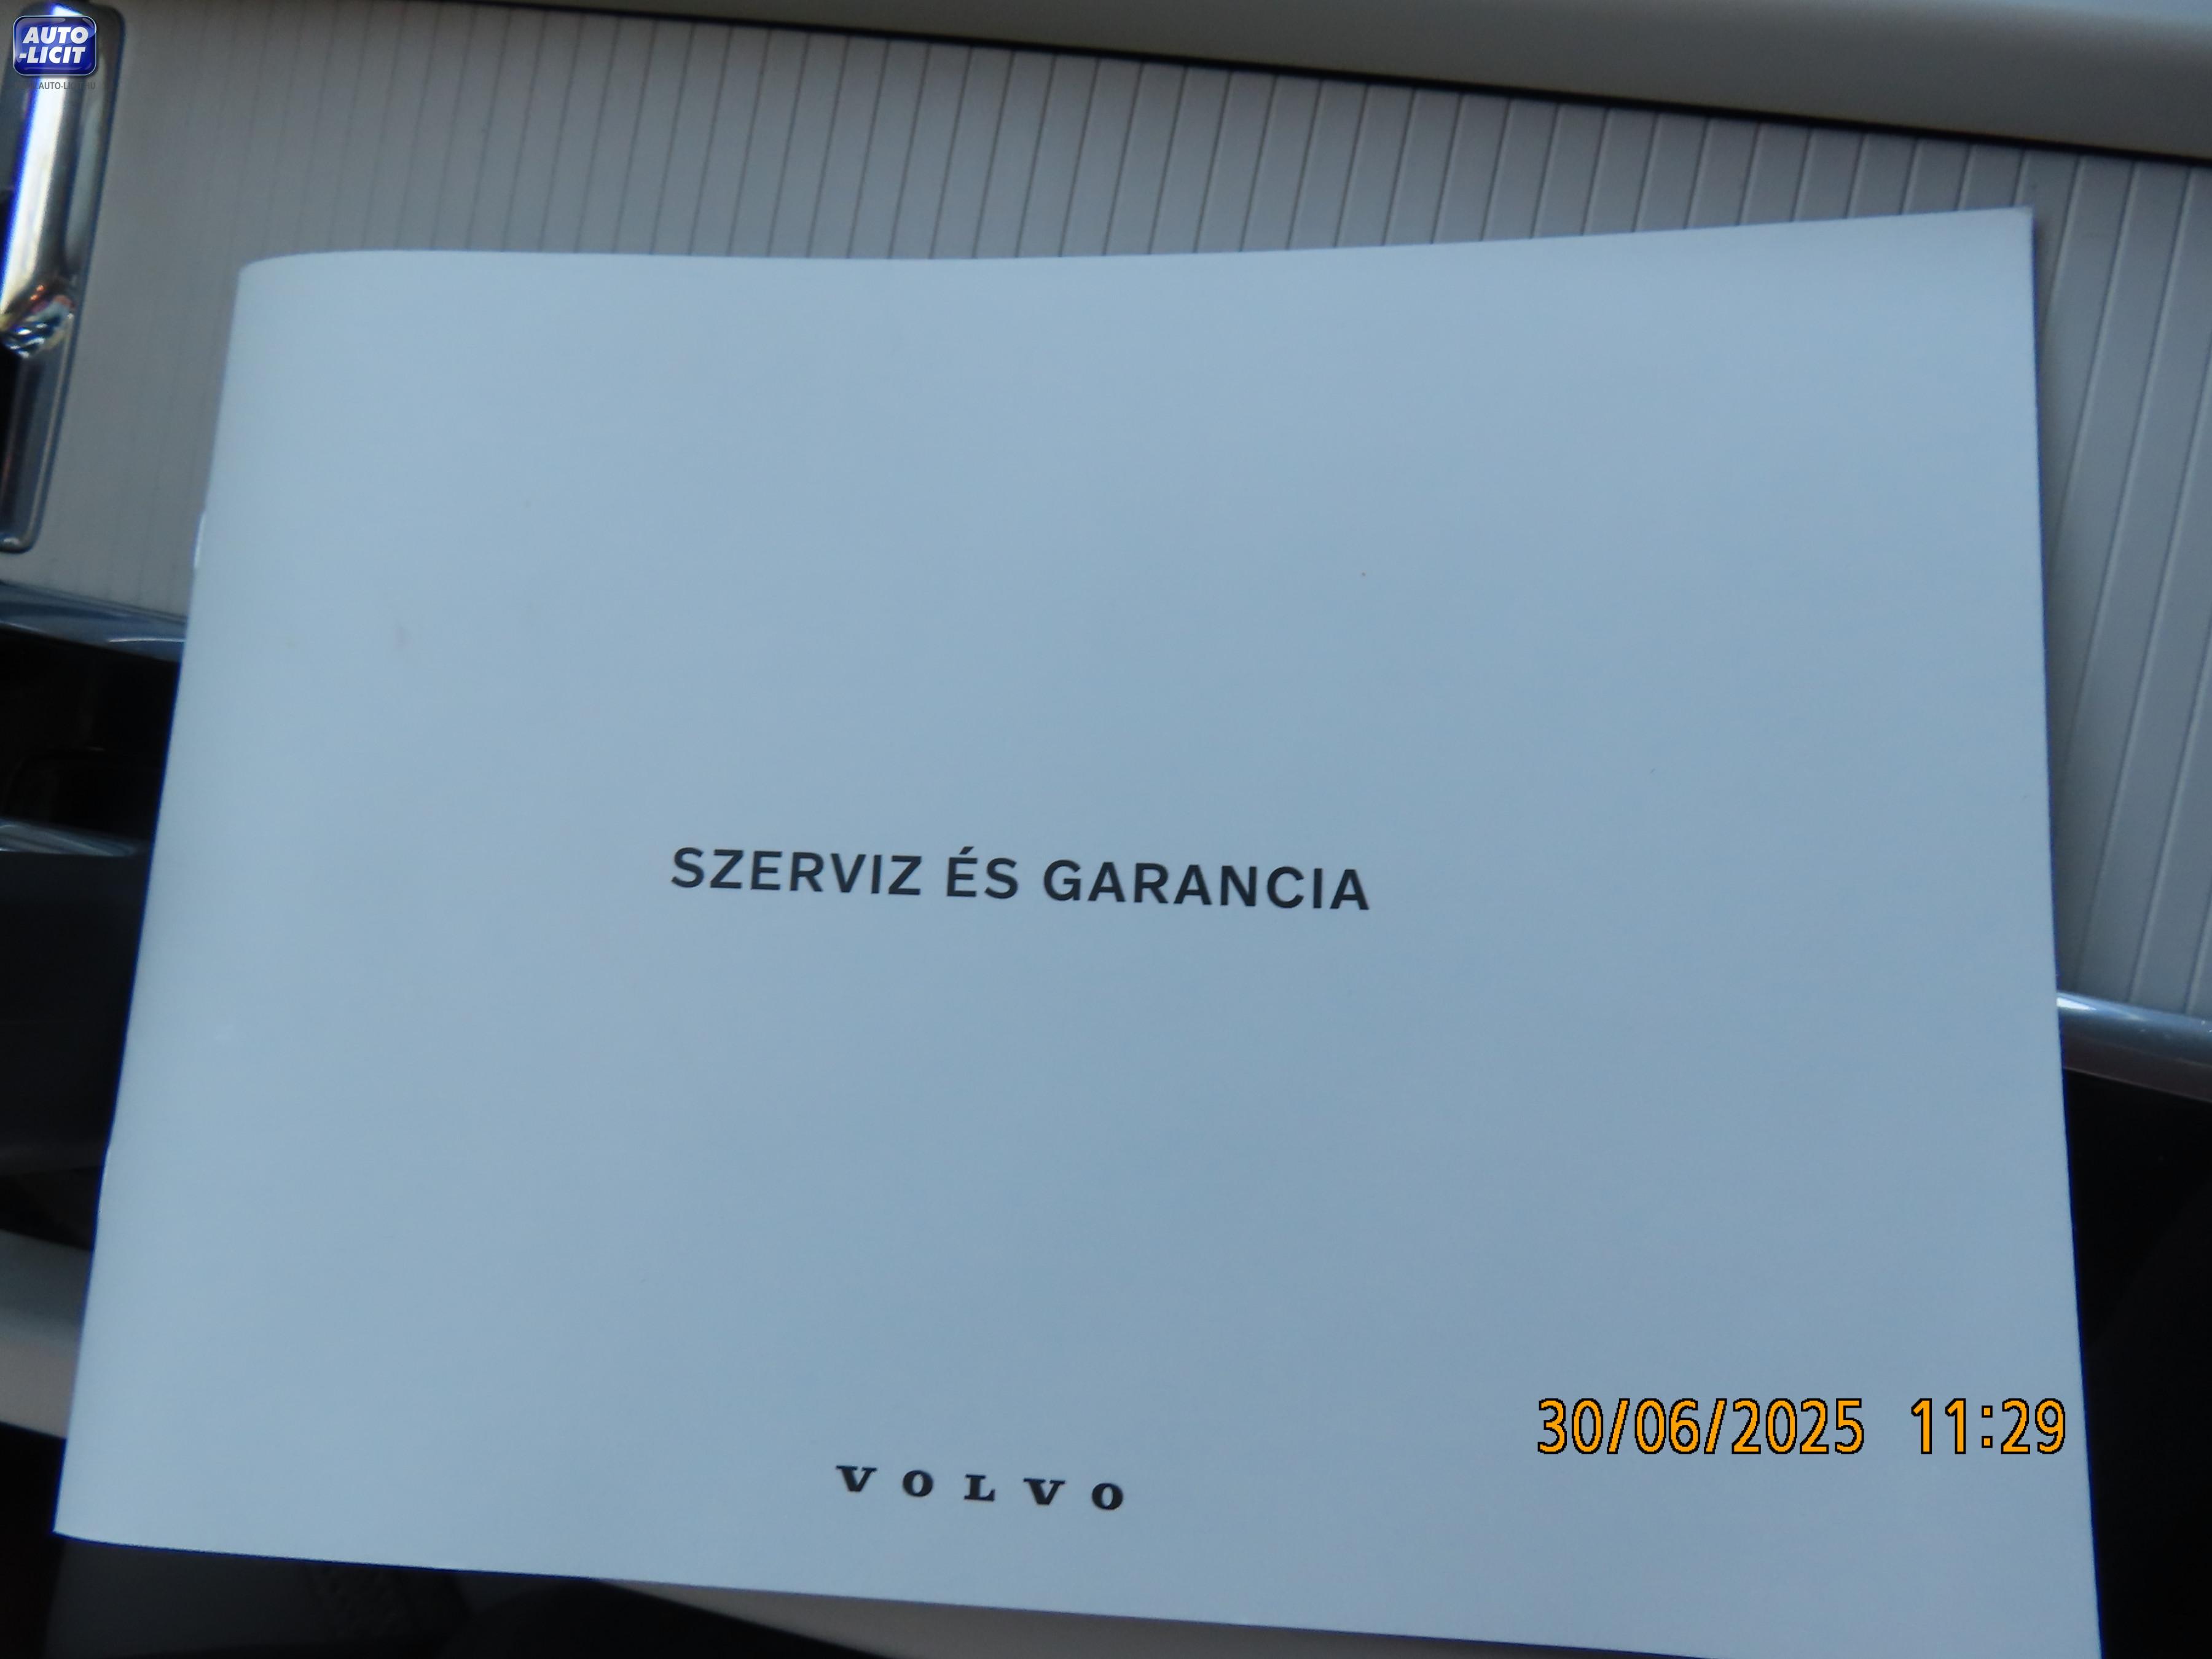 AUTO
-LICIT
SZERVIZ ÉS GARANCIA
30/06/2025 11:29
VOLVO